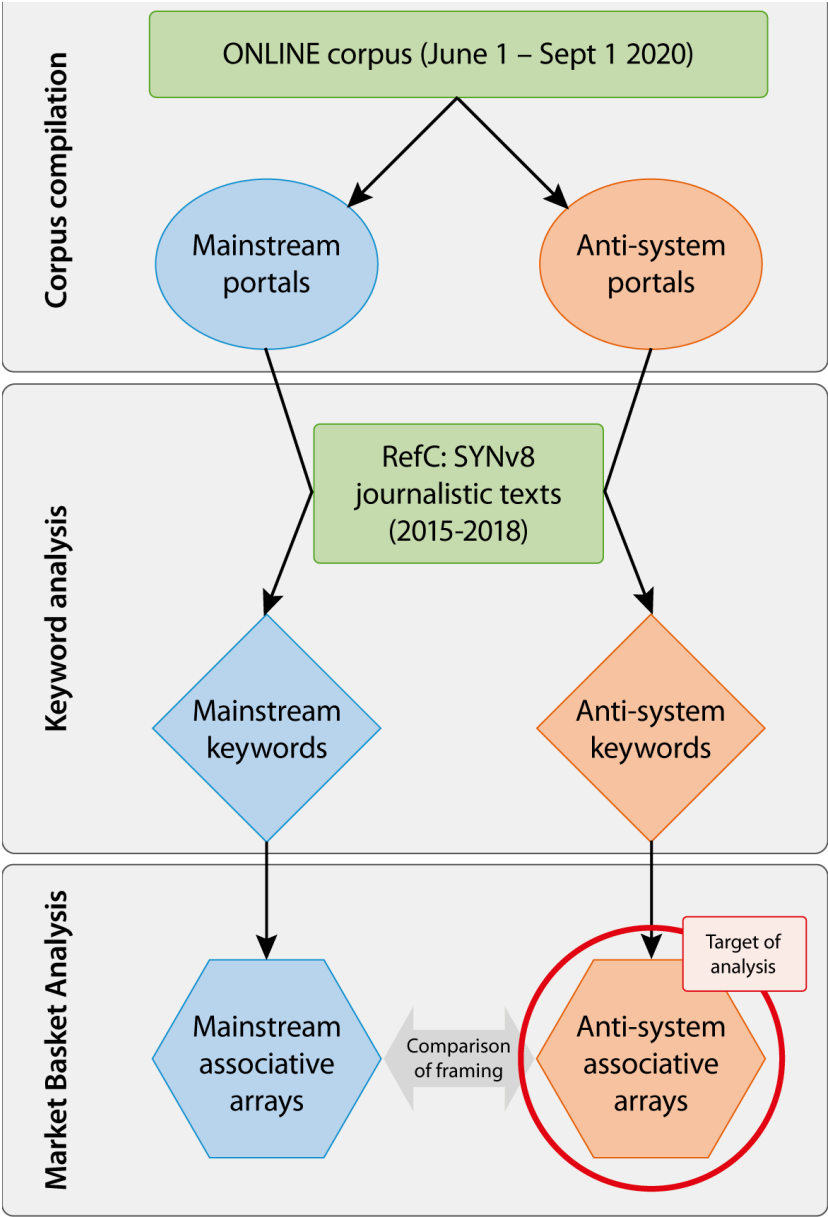 Corpus compilation
ONLINE corpus (June 1 – Sept 1 2020)
Mainstream
portals
Anti-system
portals
Keyword analysis
RefC: SYNv8
journalistic texts
(2015-2018)
Mainstream
keywords
Anti-system
keywords
Market Basket Analysis
Target of
analysis
Mainstream
associative
arrays
Comparison
of framing
Anti-system
associative
arrays